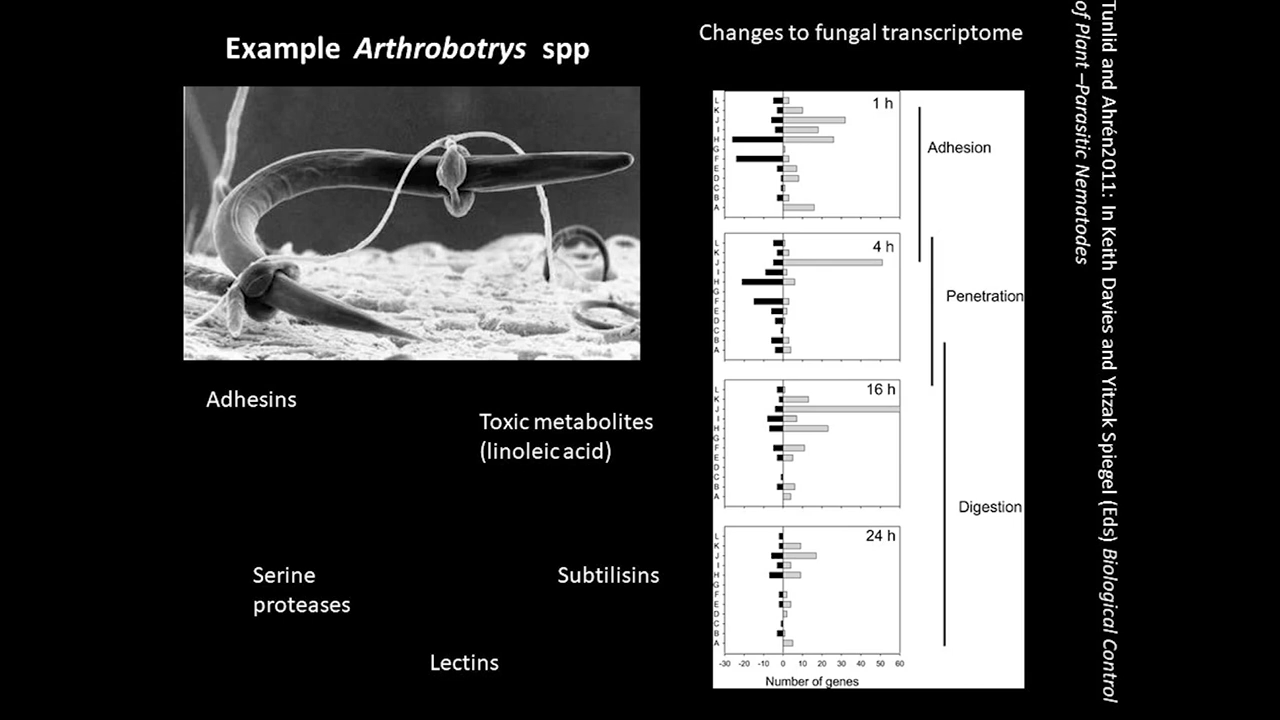 Example Arthrobotrys spp
Changes to fungal transcriptome
Tunlid and Ahrén2011: In Keith Davies and Yitzak Spiegel (Eds) Biological Control
of Plant –Parasitic Nematodes
Adhesins
Toxic metabolites
(linoleic acid)
Serine
proteases
Subtilisins
Lectins
1 h
L
K
J
I
H
G
F
E
D
C
B
A
4 h
L
K
J
I
H
G
F
E
D
C
B
A
16 h
L
K
J
I
H
G
F
E
D
C
B
A
24 h
L
K
J
I
H
G
F
E
D
C
B
A
-30 -20 -10 0 10 20 30 40 50 60
Number of genes
Adhesion
Penetration
Digestion